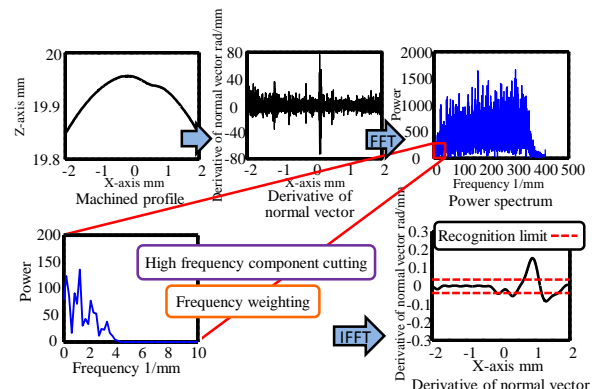 20
19.9
19.8
Z-axis mm
-2
-1
0
1
2
X-axis mm
Machined profile
80
40
0
-40
-80
Derivative of normal vector rad/mm
-2
-1
0
1
2
X-axis mm
Derivative of
normal vector
FFT
2000
1500
1000
500
0
Power
0
100
200
300
400
500
Frequency 1/mm
Power spectrum
200
150
100
50
0
Power
0
2
4
6
8
10
Frequency 1/mm
High frequency component cutting
Frequency weighting
IFFT
Recognition limit
0.3
0.2
0.1
0
-0.1
-0.2
-0.3
Derivative of normal vector rad/mm
-2
-1
0
1
2
X-axis mm
Derivative of normal vector